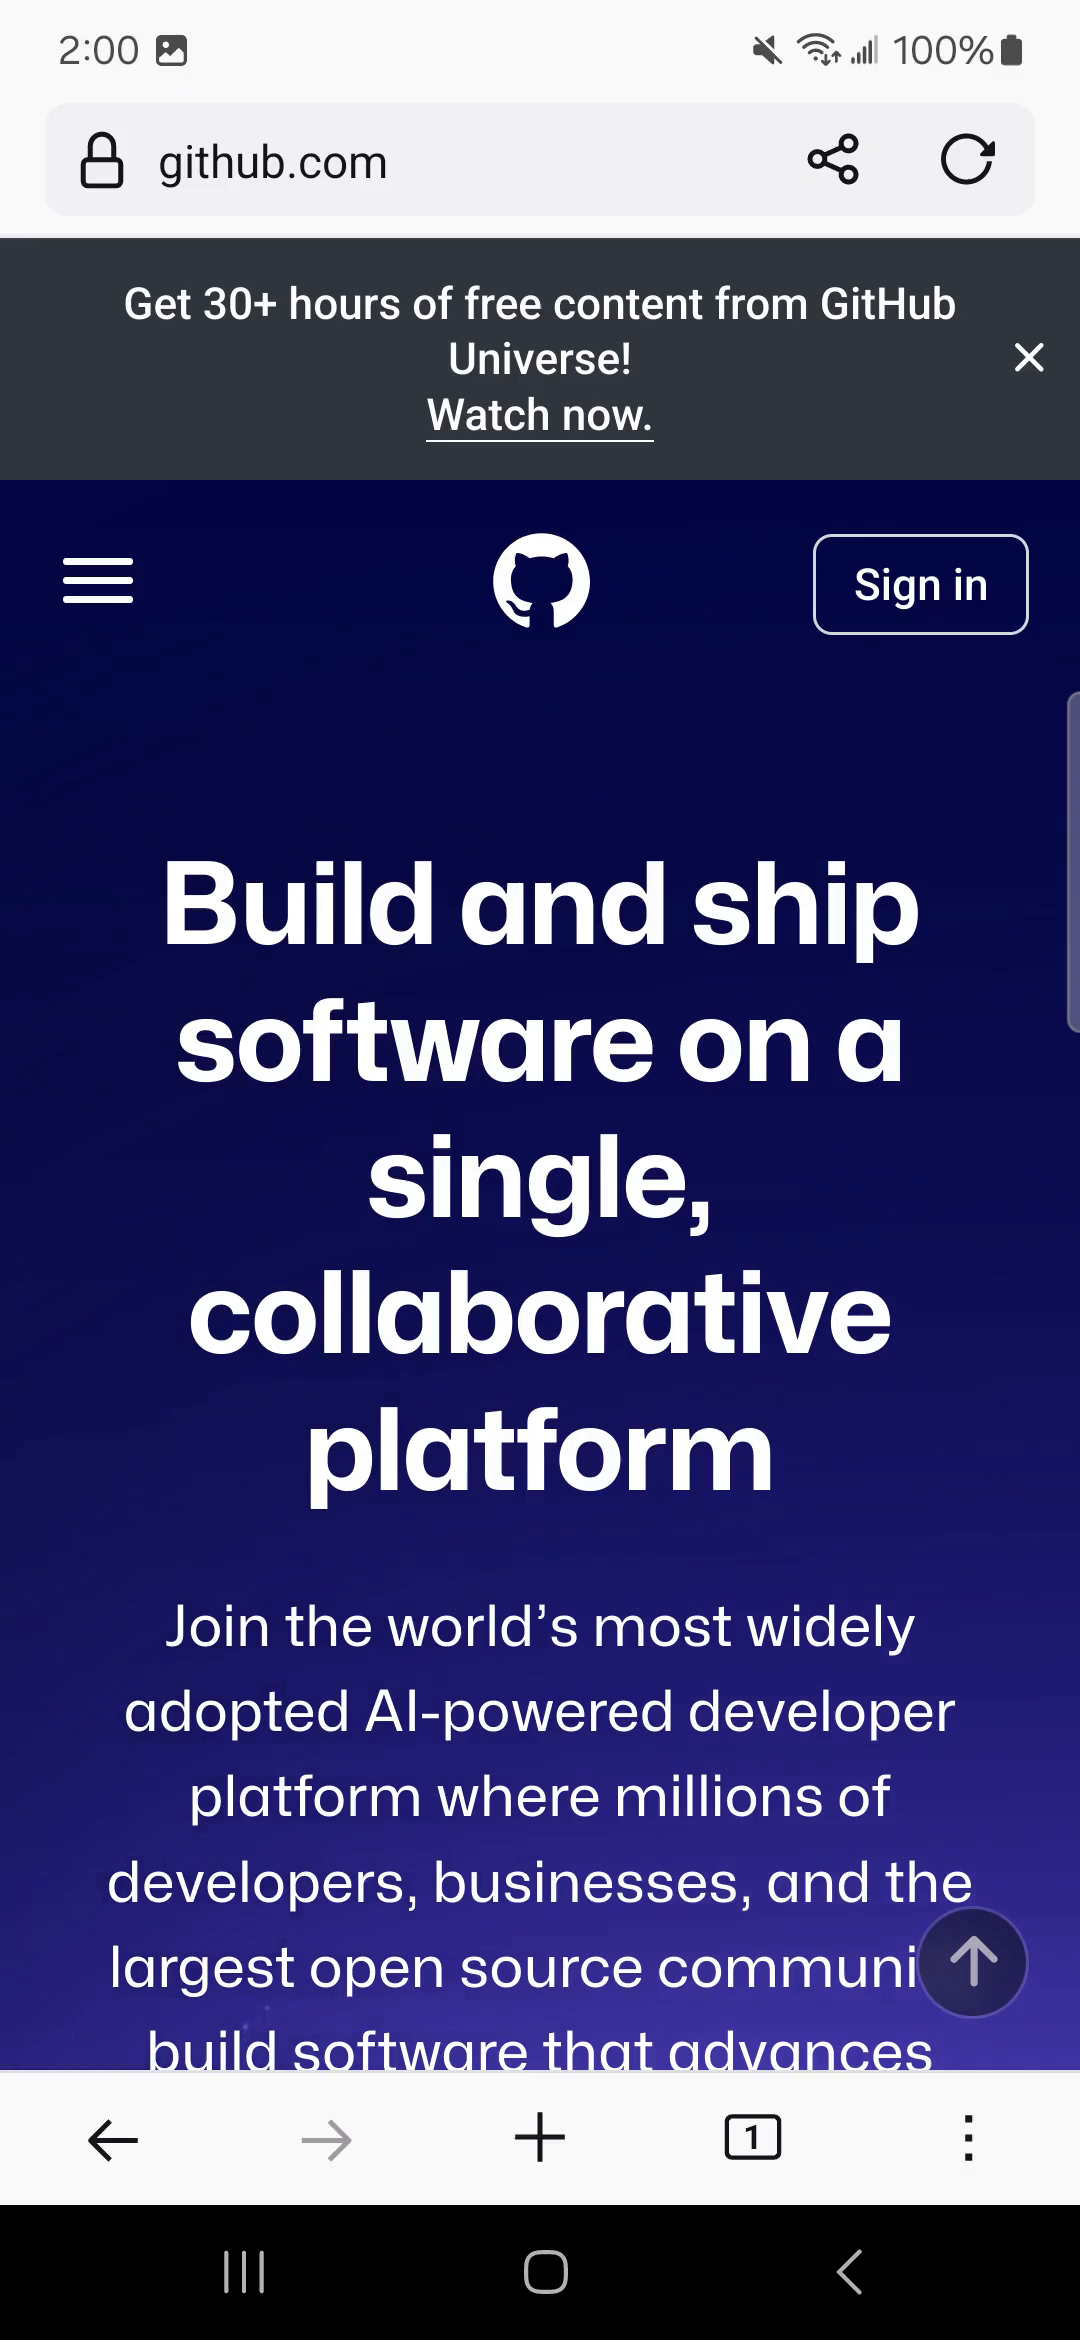 2:00
100%
github.com
Get 30+ hours of free content from GitHub
Universe!
Watch now.
Sign in
Build and ship
software on a
single,
collaborative
platform
Join the world’s most widely
adopted AI-powered developer
platform where millions of
developers, businesses, and the
largest open source communi
build software that advances
1